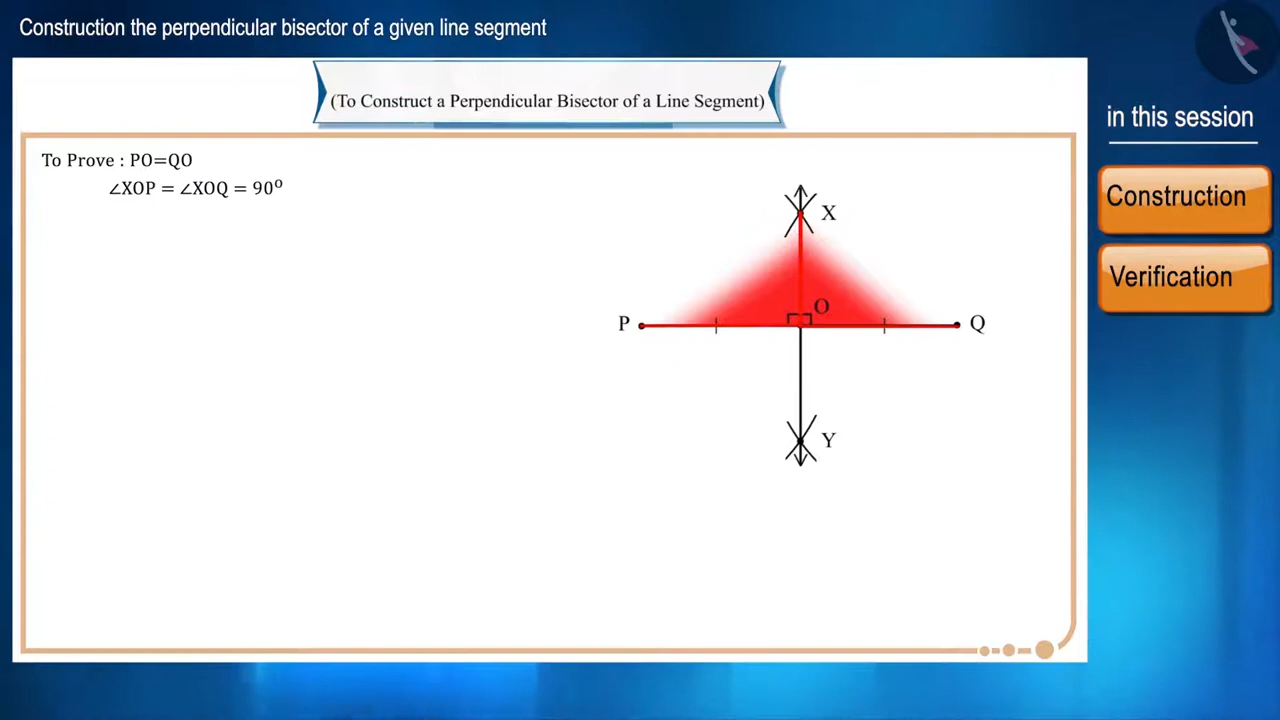 Construction the perpendicular bisector of a given line segment
(To Construct a Perpendicular Bisector of a Line Segment)
in this session
To Prove : PO=QO
∠XOP = ∠XOQ = 90⁰
Construction
Verification
X
O
P
Q
Y